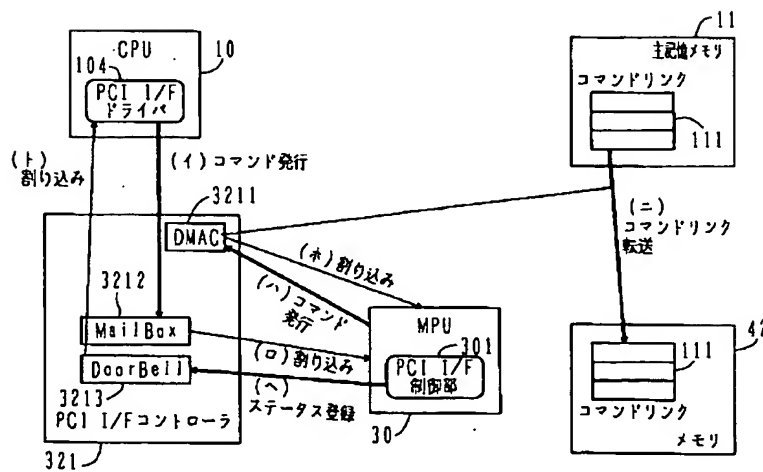 CPU
10
104
PCI I/F
ドライバ
(ト)
割り込み
(イ)コマンド発行
11
主記憶メモリ
コマンドリンク
111
3211
DMAC
(ニ)
コマンドリンク
転送
(ホ)割り込み
(ハ)コマンド
発行
3212
MailBox
(ロ)割り込み
DoorBell
3213
(ヘ)
ステータス登録
PCI I/Fコントローラ
321
MPU
301
PCI I/F
制御部
30
42
111
コマンドリンク
メモリ